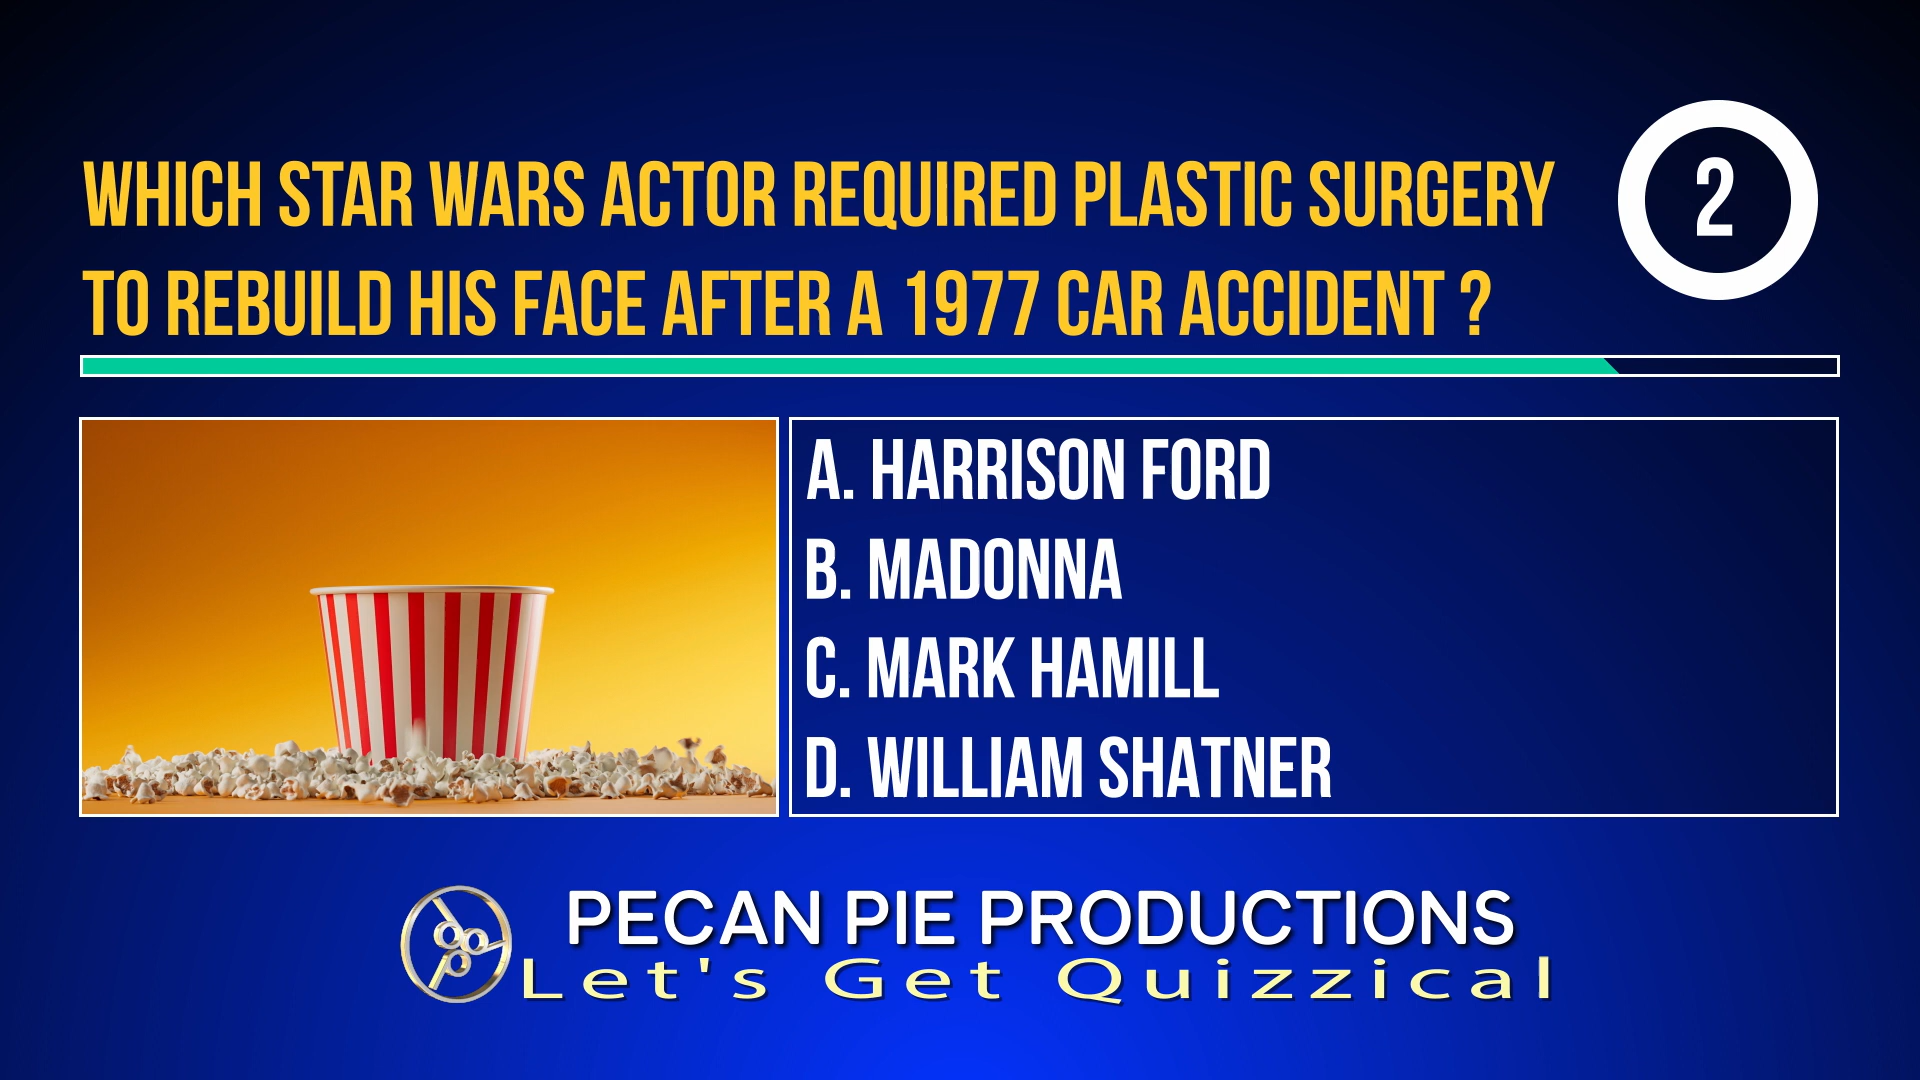 WHICH STAR WARS ACTOR REQUIRED PLASTIC SURGERY
2
TO REBUILD HIS FACE AFTER A 1977 CAR ACCIDENT ?
A. HARRISON FORD
B. MADONNA
C. MARK HAMILL
D. WILLIAM SHATNER
PECAN PIE PRODUCTIONS
Let's Get Quizzical